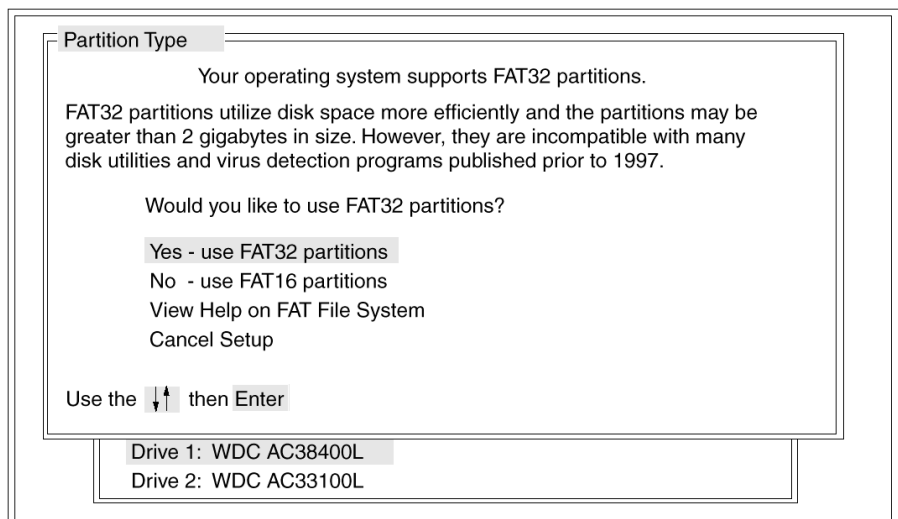 Partition Type
Your operating system supports FAT32 partitions.
FAT32 partitions utilize disk space more efficiently and the partitions may be
greater than 2 gigabytes in size. However, they are incompatible with many
disk utilities and virus detection programs published prior to 1997.
Would you like to use FAT32 partitions?
Yes - use FAT32 partitions
No - use FAT16 partitions
View Help on FAT File System
Cancel Setup
Use the ↓↑ then Enter
Drive 1: WDC AC38400L
Drive 2: WDC AC33100L